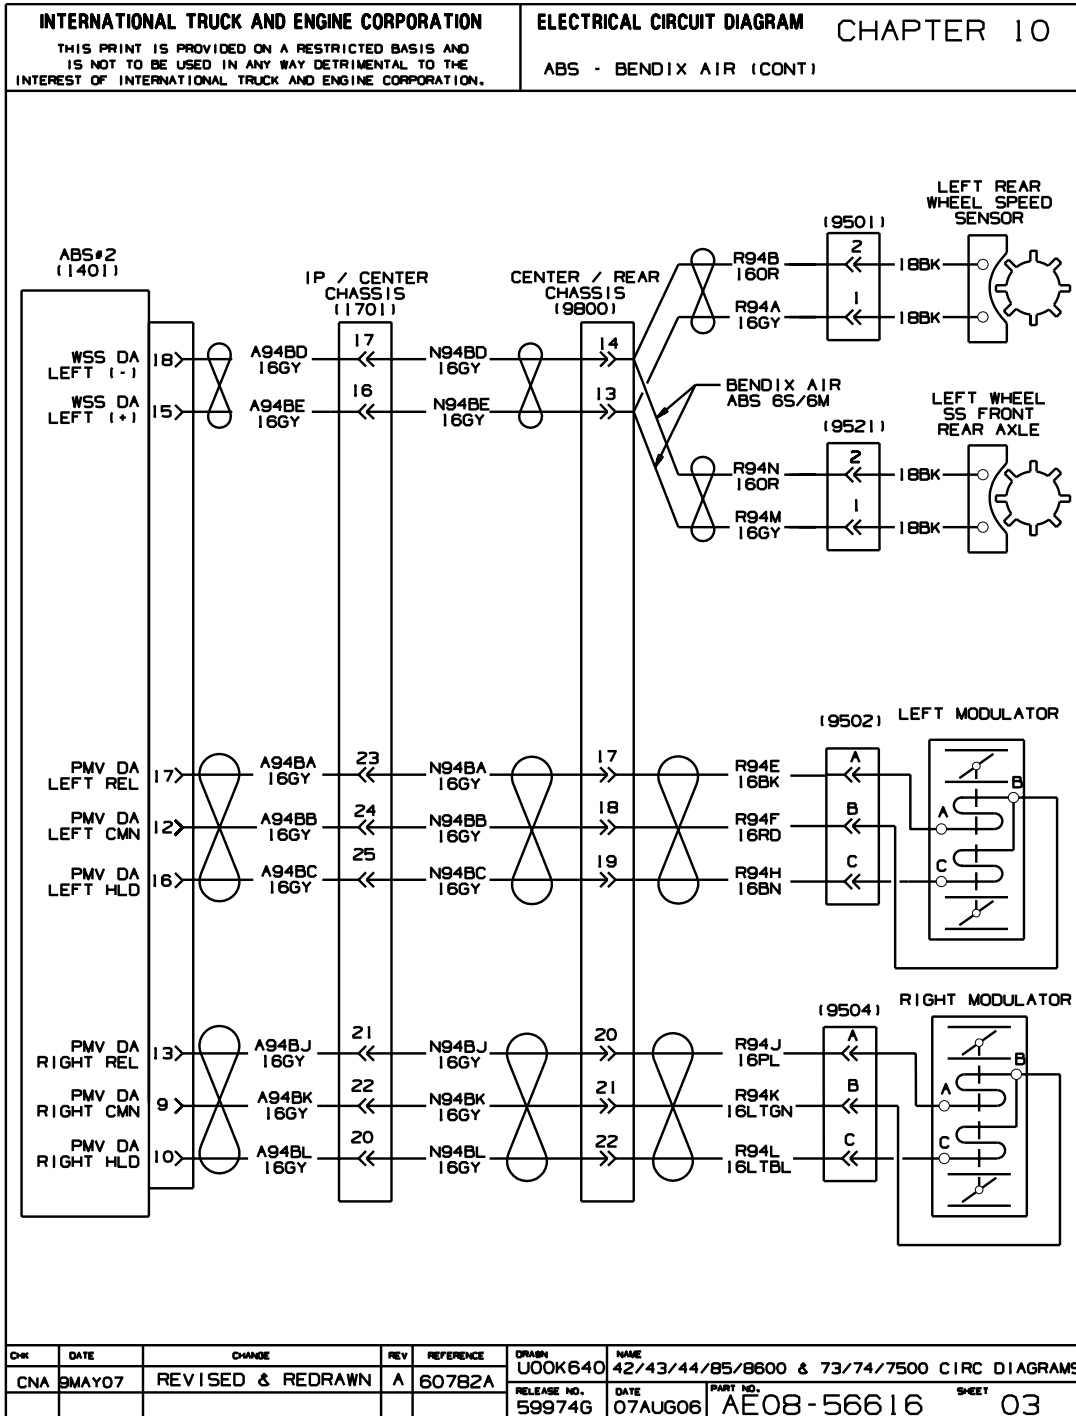 INTERNATIONAL TRUCK AND ENGINE CORPORATION
THIS PRINT IS PROVIDED ON A RESTRICTED BASIS AND
IS NOT TO BE USED IN ANY WAY DETRIMENTAL TO THE
INTEREST OF INTERNATIONAL TRUCK AND ENGINE CORPORATION.
ELECTRICAL CIRCUIT DIAGRAM CHAPTER 10
ABS - BENDIX AIR (CONT)
LEFT REAR
WHEEL SPEED
SENSOR
(9501)
2
R94B
16OR
18BK
1
R94A
16GY
18BK
ABS#2
(1401)
IP / CENTER
CHASSIS
(1701)
CENTER / REAR
CHASSIS
(9800)
WSS DA
LEFT (-)
18
A94BD
16GY
17
N94BD
16GY
14
WSS DA
LEFT (+)
15
A94BE
16GY
16
N94BE
16GY
13
BENDIX AIR
ABS 6S/6M
LEFT WHEEL
SS FRONT
REAR AXLE
(9521)
2
R94N
16OR
18BK
1
R94M
16GY
18BK
(9502)
LEFT MODULATOR
PMV DA
LEFT REL
17
A94BA
16GY
23
N94BA
16GY
17
R94E
16BK
A
B
A
PMV DA
LEFT CMN
12
A94BB
16GY
24
N94BB
16GY
18
R94F
16RD
B
PMV DA
LEFT HLD
16
A94BC
16GY
25
N94BC
16GY
19
R94H
16BN
C
C
(9504)
RIGHT MODULATOR
PMV DA
RIGHT REL
13
A94BJ
16GY
21
N94BJ
16GY
20
R94J
16PL
A
B
A
PMV DA
RIGHT CMN
9
A94BK
16GY
22
N94BK
16GY
21
R94K
16LTGN
B
PMV DA
RIGHT HLD
10
A94BL
16GY
20
N94BL
16GY
22
R94L
16LTBL
C
C
CHK DATE CHANGE REV REFERENCE
CNA 9MAY07 REVISED & REDRAWN A 60782A
DRAWN
U00K640
NAME
42/43/44/85/8600 & 73/74/7500 CIRC DIAGRAMS
RELEASE NO.
59974G
DATE
07AUG06
PART NO.
AE08-56616
SHEET
03